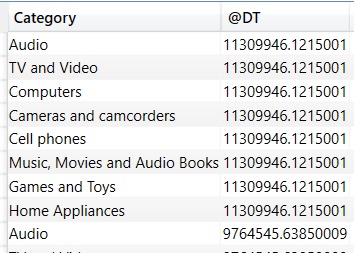 Category @DT
Audio 11309946.1215001
TV and Video 11309946.1215001
Computers 11309946.1215001
Cameras and camcorders 11309946.1215001
Cell phones 11309946.1215001
Music, Movies and Audio Books 11309946.1215001
Games and Toys 11309946.1215001
Home Appliances 11309946.1215001
Audio 9764545.63850009